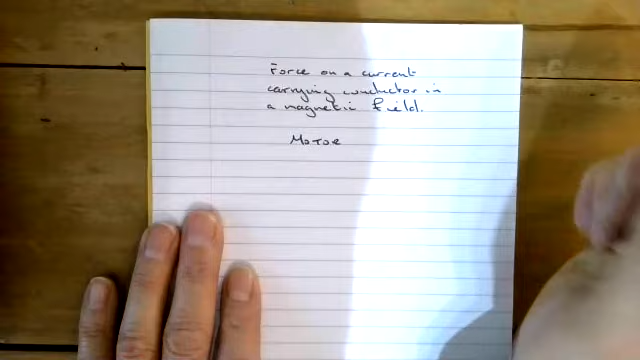 Force on a current
carrying conductor in
a magnetic field.
MOTOR